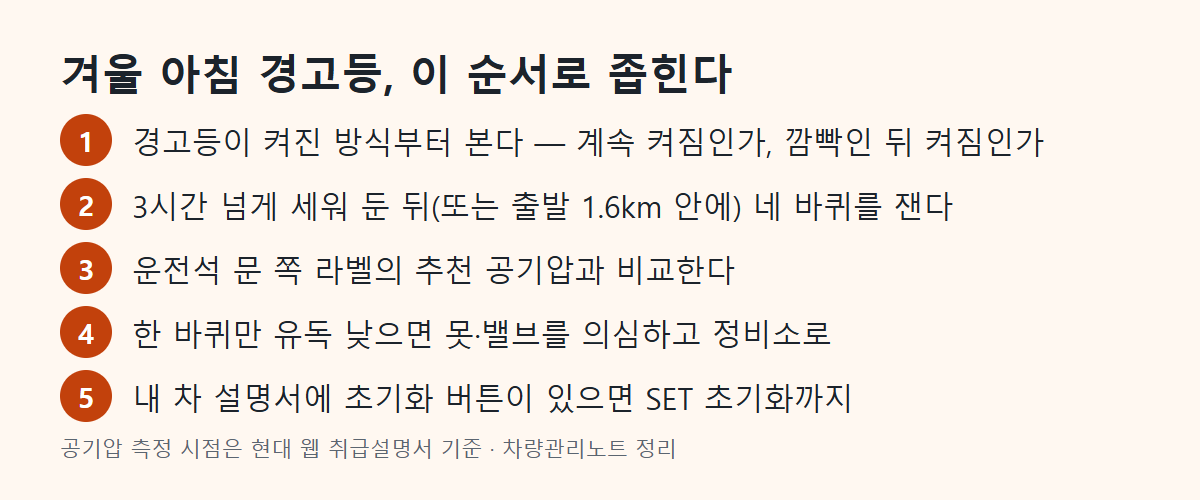 겨울 아침 경고등, 이 순서로 좁힌다
1 경고등이 켜진 방식부터 본다 — 계속 켜짐인가, 깜빡인 뒤 켜짐인가
2 3시간 넘게 세워 둔 뒤(또는 출발 1.6km 안에) 네 바퀴를 잰다
3 운전석 문 쪽 라벨의 추천 공기압과 비교한다
4 한 바퀴만 유독 낮으면 못·밸브를 의심하고 정비소로
5 내 차 설명서에 초기화 버튼이 있으면 SET 초기화까지
공기압 측정 시점은 현대 웹 취급설명서 기준 · 차량관리노트 정리